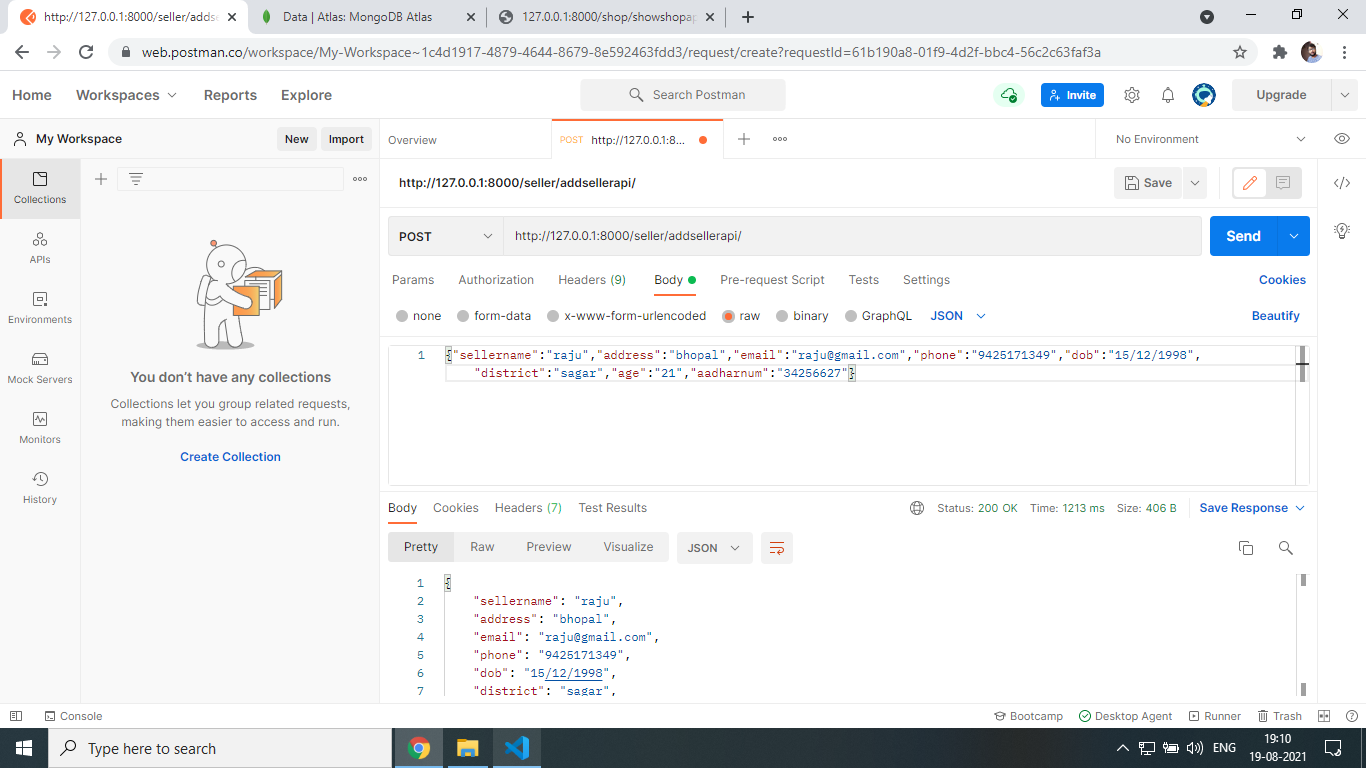 http://127.0.0.1:8000/seller/addse
Data | Atlas: MongoDB Atlas
127.0.0.1:8000/shop/showshopap
web.postman.co/workspace/My-Workspace~1c4d1917-4879-4644-8679-8e592463fdd3/request/create?requestId=61b190a8-01f9-4d2f-bbc4-56c2c63faf3a
Home Workspaces Reports Explore Search Postman Invite Upgrade
My Workspace New Import Overview POST http://127.0.0.1:8... No Environment
Collections
APIs
Environments
Mock Servers
Monitors
History
You don't have any collections
Collections let you group related requests,
making them easier to access and run.
Create Collection
http://127.0.0.1:8000/seller/addsellerapi/ Save
POST http://127.0.0.1:8000/seller/addsellerapi/ Send
Params Authorization Headers (9) Body Pre-request Script Tests Settings Cookies
none form-data x-www-form-urlencoded raw binary GraphQL JSON Beautify
1 {"sellername":"raju","address":"bhopal","email":"raju@gmail.com","phone":"9425171349","dob":"15/12/1998",
"district":"sagar","age":"21","aadharnum":"34256627"}
Body Cookies Headers (7) Test Results Status: 200 OK Time: 1213 ms Size: 406 B Save Response
Pretty Raw Preview Visualize JSON
1 {
2 "sellername": "raju",
3 "address": "bhopal",
4 "email": "raju@gmail.com",
5 "phone": "9425171349",
6 "dob": "15/12/1998",
7 "district": "sagar",
Console Bootcamp Desktop Agent Runner Trash
Type here to search ENG 19:10
19-08-2021